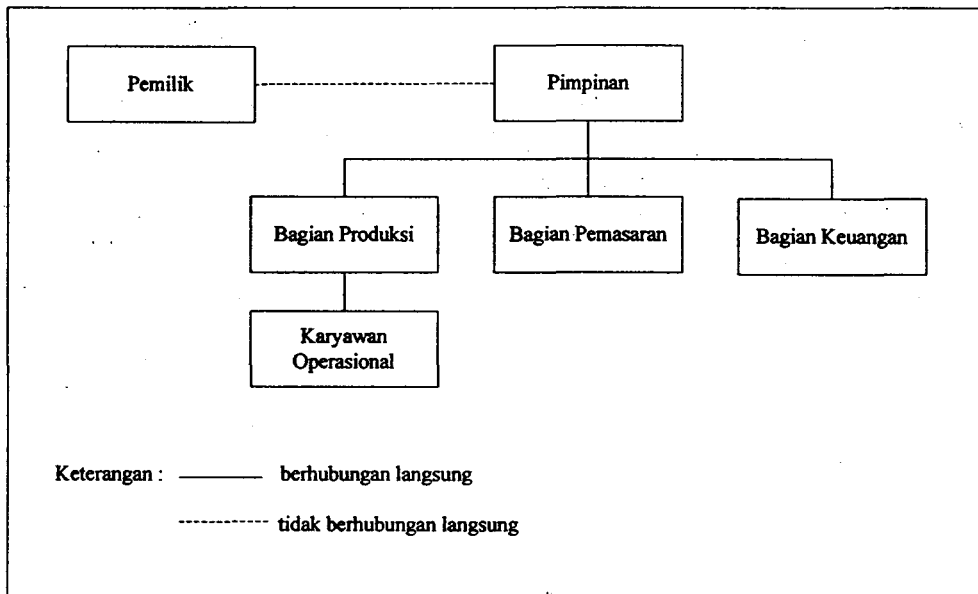 Pemilik
Pimpinan
Bagian Produksi
Bagian Pemasaran
Bagian Keuangan
Karyawan
Operasional
Keterangan :
berhubungan langsung
tidak berhubungan langsung